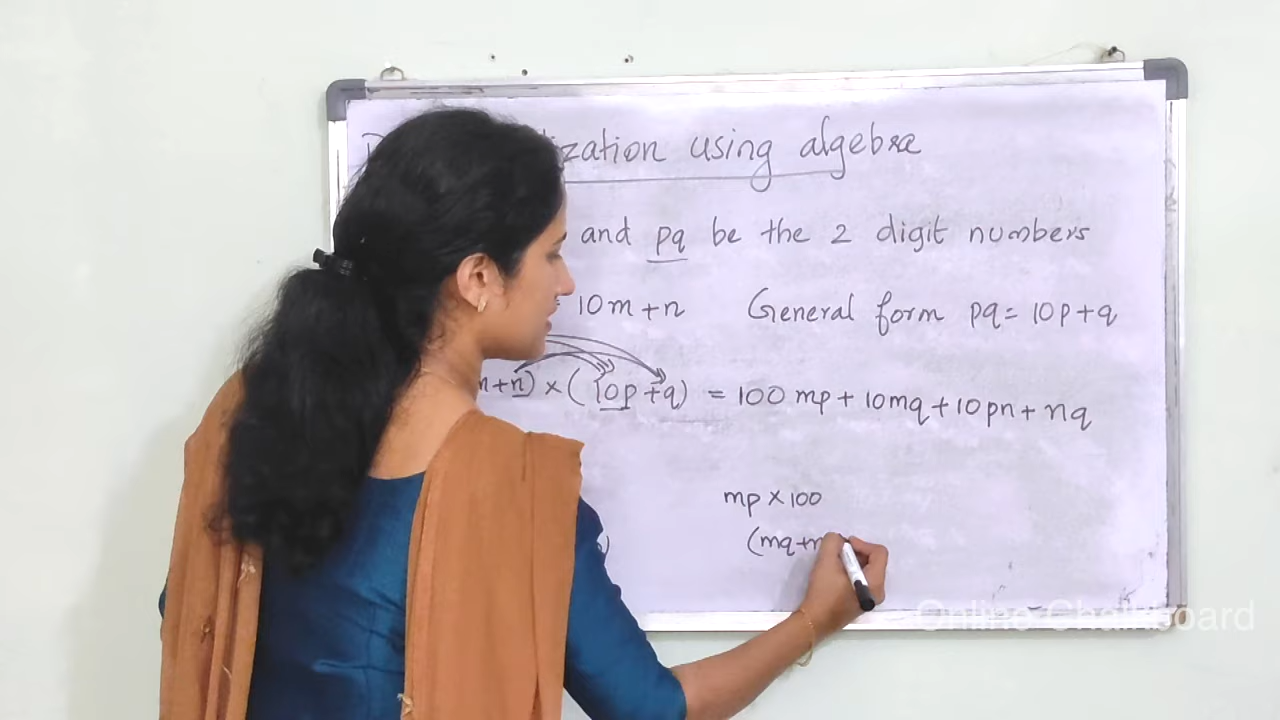 using algebra
and pq be the 2 digit numbers
= 10m+n General form pq = 10p+q
n) × (10p+q) = 100 mp + 10mq + 10pn + nq
mp × 100
(mq+n
Online Chalkboard